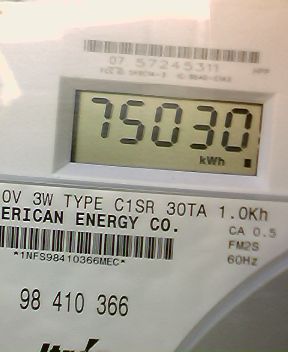 07 57245311
75030
kWh
0V 3W TYPE C1SR 30TA 1.0Kh
ERICAN ENERGY CO.
CA 0.5
FM2S
*1NFS98410366MEC*
60Hz
98 410 366